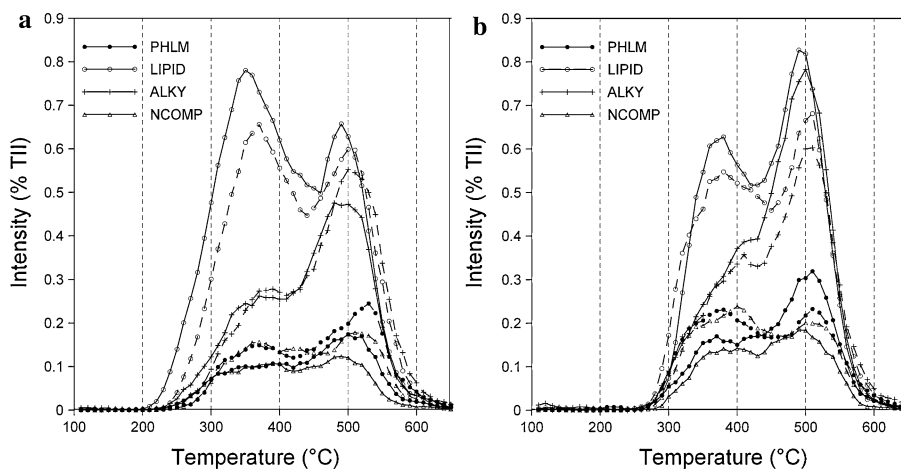 a
Intensity (% TII)
0.9
0.8
0.7
0.6
0.5
0.4
0.3
0.2
0.1
0
PHLM
LIPID
ALKY
NCOMP
100
200
300
400
500
600
Temperature (°C)
b
Intensity (% TII)
0.9
0.8
0.7
0.6
0.5
0.4
0.3
0.2
0.1
0
PHLM
LIPID
ALKY
NCOMP
100
200
300
400
500
600
Temperature (°C)